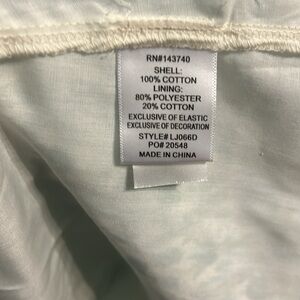 RN#143740
SHELL:
100% COTTON
LINING:
80% POLYESTER
20% COTTON
EXCLUSIVE OF ELASTIC
EXCLUSIVE OF DECORATION
STYLE# LJ066D
PO# 20548
MADE IN CHINA